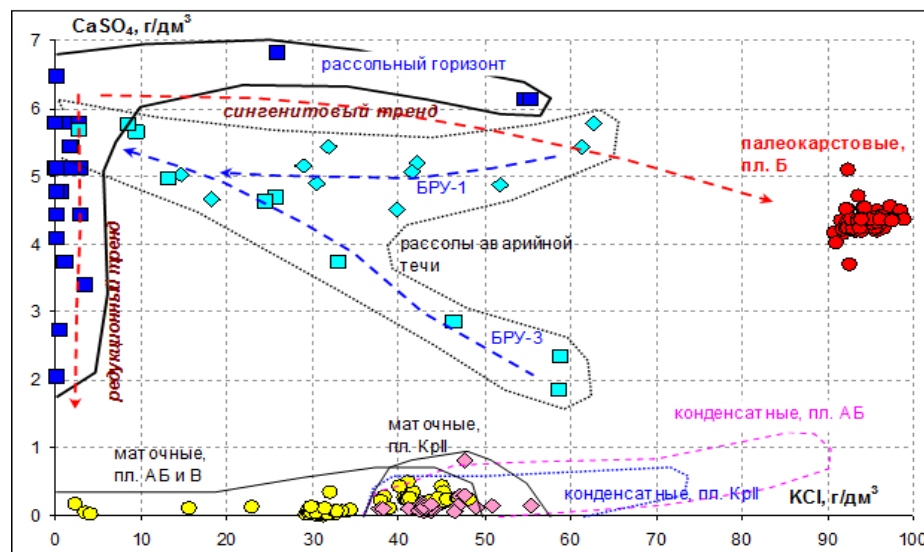 CaSO₄, г/дм³
7
6
5
4
3
2
1
0
рассольный горизонт
сингенитовый тренд
палеокарстовые,
пл. Б
БРУ-1
рассолы аварийной
течи
редукционный тренд
БРУ-3
маточные,
пл. КрII
конденсатные, пл. АБ
маточные,
пл. АБ и В
конденсатные, пл. КрII
KCl, г/дм³
0 10 20 30 40 50 60 70 80 90 100